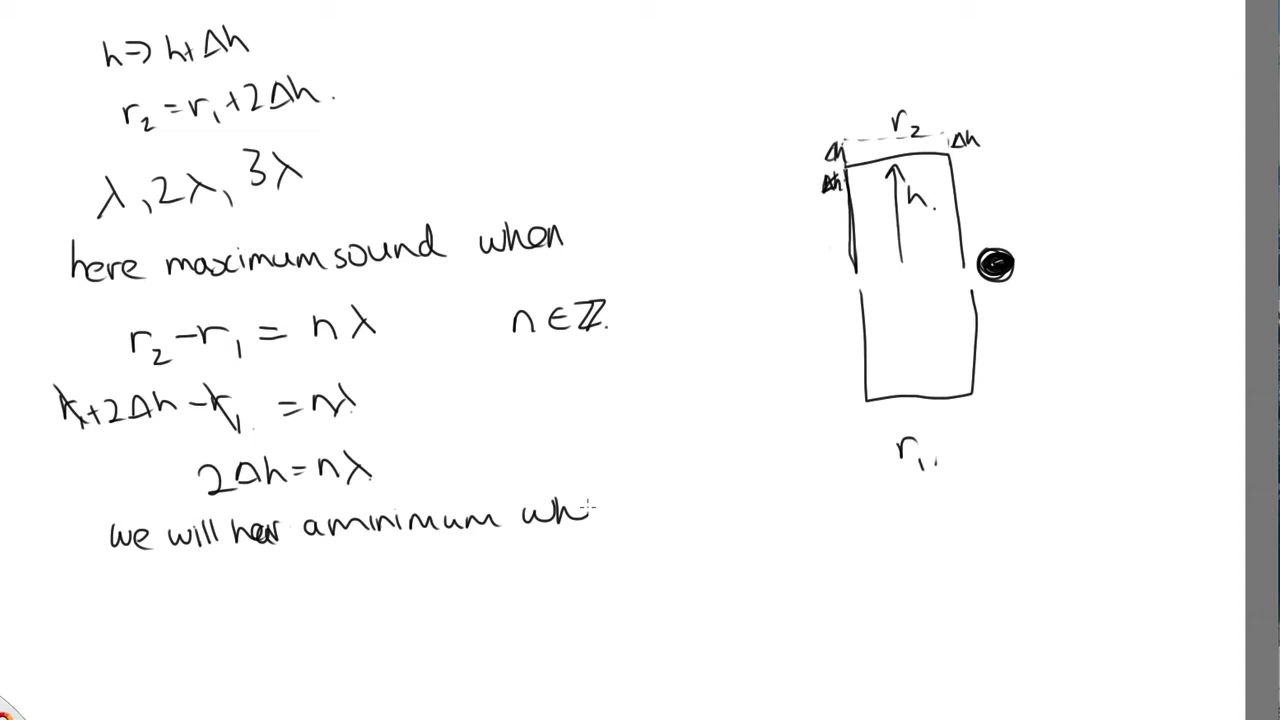 h⇒ h+Δh
r₂ = r₁+2Δh.
λ, 2λ, 3λ
here maximum sound when
r₂ - r₁ = nλ n∈ℤ.
r₁+2Δh - r₁ = nλ
2Δh = nλ
we will hear a minimum wh
r₂
Δh Δh
Δh
h.
r₁.